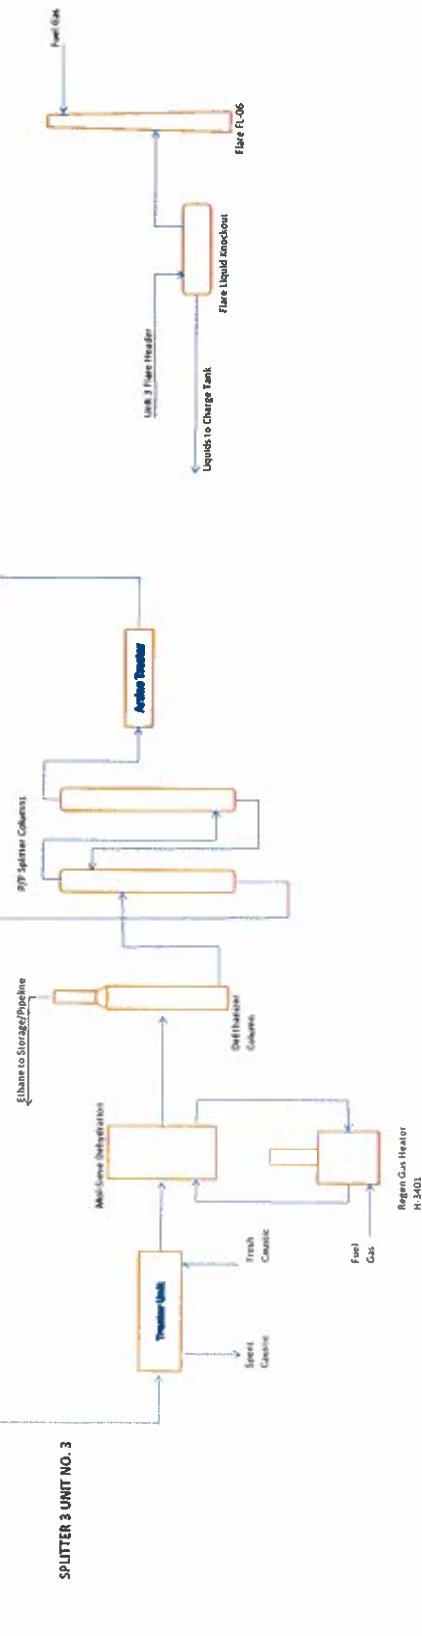 SPLITTER 3 UNIT NO. 3
Treater Unit
Spent
Caustic
Fresh
Caustic
Mol-Sieve Dehydration
Fuel
Gas
Regen Gas Heater
H-3401
Ethane to Storage/Pipeline
DeEthanizer
Column
P/P Splitter Columns
Arsine Treater
Unit 3 Flare Header
Liquids to Charge Tank
Flare Liquid Knockout
Flare FL-06
Fuel Gas